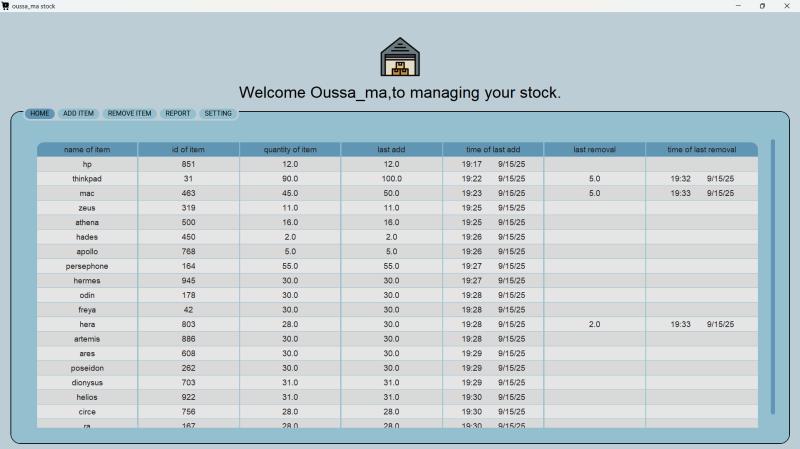 oussa_ma stock
Welcome Oussa_ma,to managing your stock.
HOME ADD ITEM REMOVE ITEM REPORT SETTING
name of item id of item quantity of item last add time of last add last removal time of last removal
hp 851 12.0 12.0 19:17 9/15/25
thinkpad 31 90.0 100.0 19:22 9/15/25 5.0 19:32 9/15/25
mac 463 45.0 50.0 19:23 9/15/25 5.0 19:33 9/15/25
zeus 319 11.0 11.0 19:25 9/15/25
athena 500 16.0 16.0 19:25 9/15/25
hades 450 2.0 2.0 19:26 9/15/25
apollo 768 5.0 5.0 19:26 9/15/25
persephone 164 55.0 55.0 19:27 9/15/25
hermes 945 30.0 30.0 19:27 9/15/25
odin 178 30.0 30.0 19:28 9/15/25
freya 42 30.0 30.0 19:28 9/15/25
hera 803 28.0 30.0 19:28 9/15/25 2.0 19:33 9/15/25
artemis 886 30.0 30.0 19:28 9/15/25
ares 608 30.0 30.0 19:29 9/15/25
poseidon 262 30.0 30.0 19:29 9/15/25
dionysus 703 31.0 31.0 19:29 9/15/25
helios 922 31.0 31.0 19:30 9/15/25
circe 756 28.0 28.0 19:30 9/15/25
ra 167 28.0 28.0 19:30 9/15/25